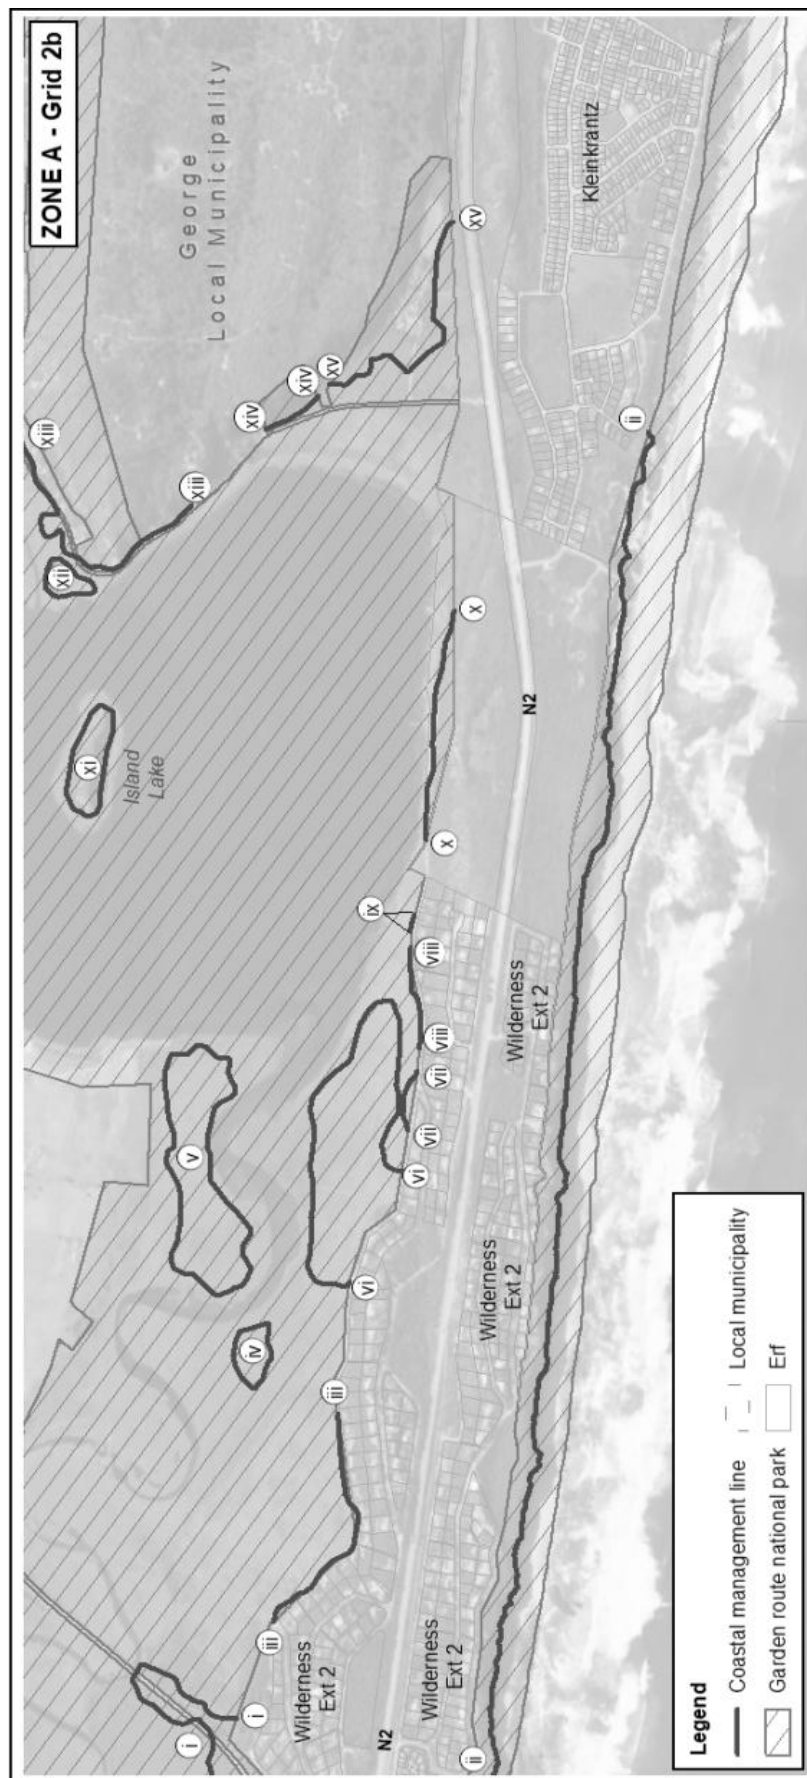 ZONE A - Grid 2b
George
Local Municipality
xiii
xiii
xiv
xiv
xv
xv
xii
xi
Island
Lake
x
x
ix
viii
viii
vii
vii
vi
vi
v
iv
iii
iii
i
i
ii
ii
Kleinkrantz
N2
N2
Wilderness
Ext 2
Wilderness
Ext 2
Wilderness
Ext 2
Wilderness
Ext 2
Legend
Coastal management line
Local municipality
Garden route national park
Erf